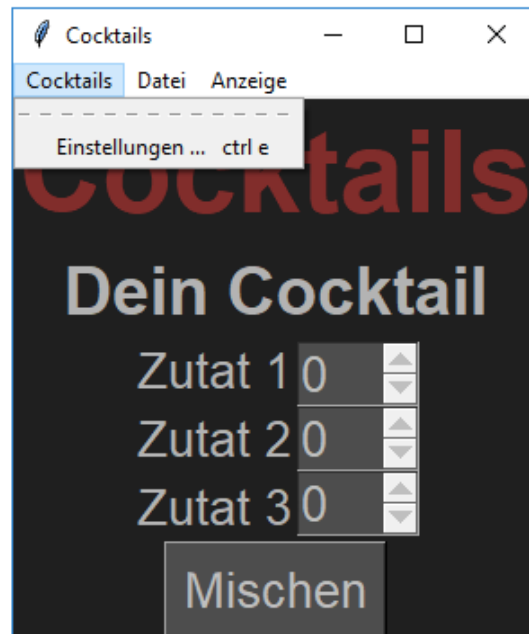 Cocktails
Cocktails Datei Anzeige
Einstellungen ... ctrl e
Cocktails
Dein Cocktail
Zutat 1 0
Zutat 2 0
Zutat 3 0
Mischen